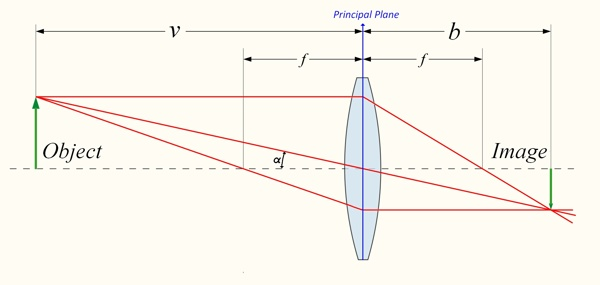 Principal Plane
v
b
f
f
Object
α
Image